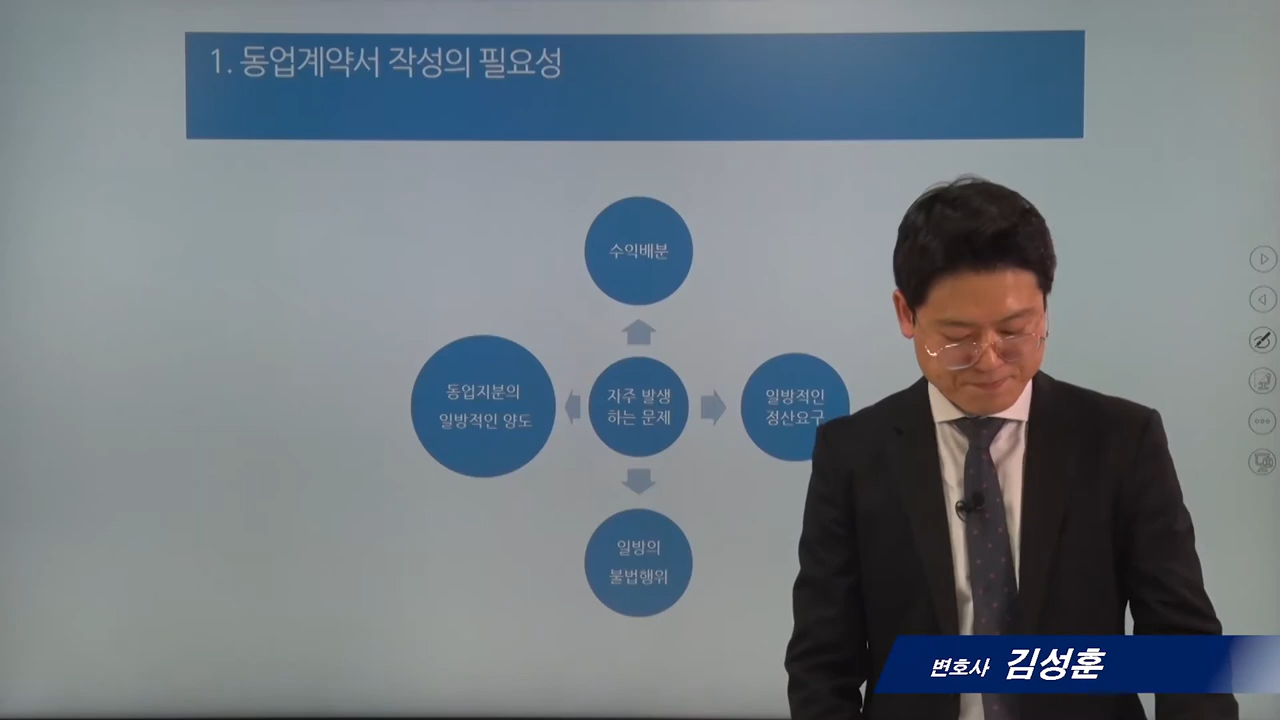 1. 동업계약서 작성의 필요성
수익배분
동업지분의
일방적인 양도
자주 발생
하는 문제
일방적인
정산요구
일방의
불법행위
변호사 김성훈